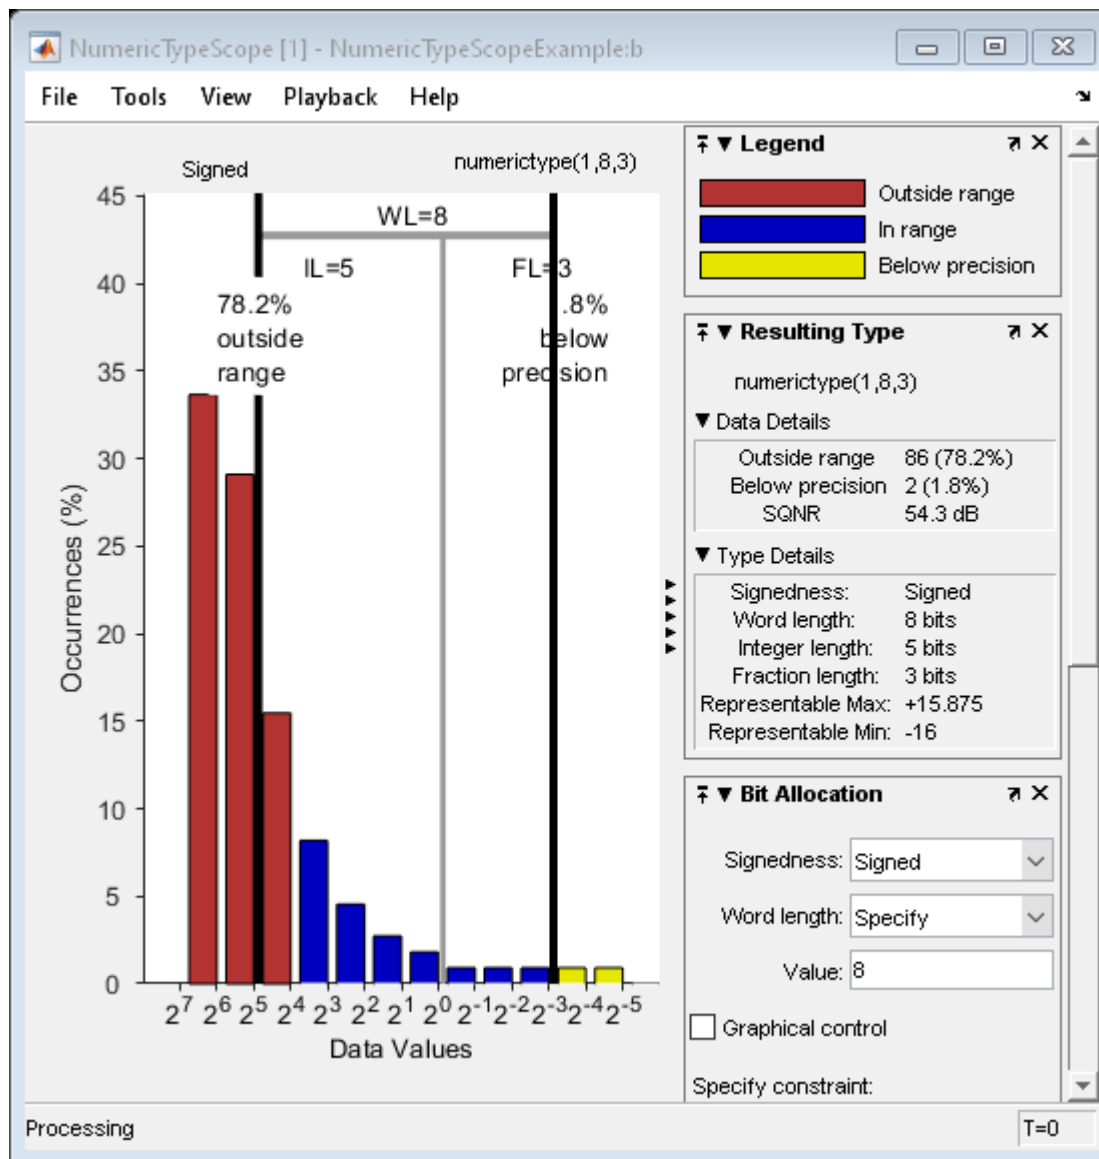 NumericTypeScope [1] - NumericTypeScopeExample:b
File Tools View Playback Help
Signed
numerictype(1,8,3)
WL=8
IL=5
FL=3
78.2%
outside
range
.8%
below
precision
45
40
35
30
25
20
15
10
5
0
Occurrences (%)
2^7 2^6 2^5 2^4 2^3 2^2 2^1 2^0 2^-1 2^-2 2^-3 2^-4 2^-5
Data Values
Legend
Outside range
In range
Below precision
Resulting Type
numerictype(1,8,3)
Data Details
Outside range 86 (78.2%)
Below precision 2 (1.8%)
SQNR 54.3 dB
Type Details
Signedness: Signed
Word length: 8 bits
Integer length: 5 bits
Fraction length: 3 bits
Representable Max: +15.875
Representable Min: -16
Bit Allocation
Signedness: Signed
Word length: Specify
Value: 8
Graphical control
Specify constraint:
Processing
T=0